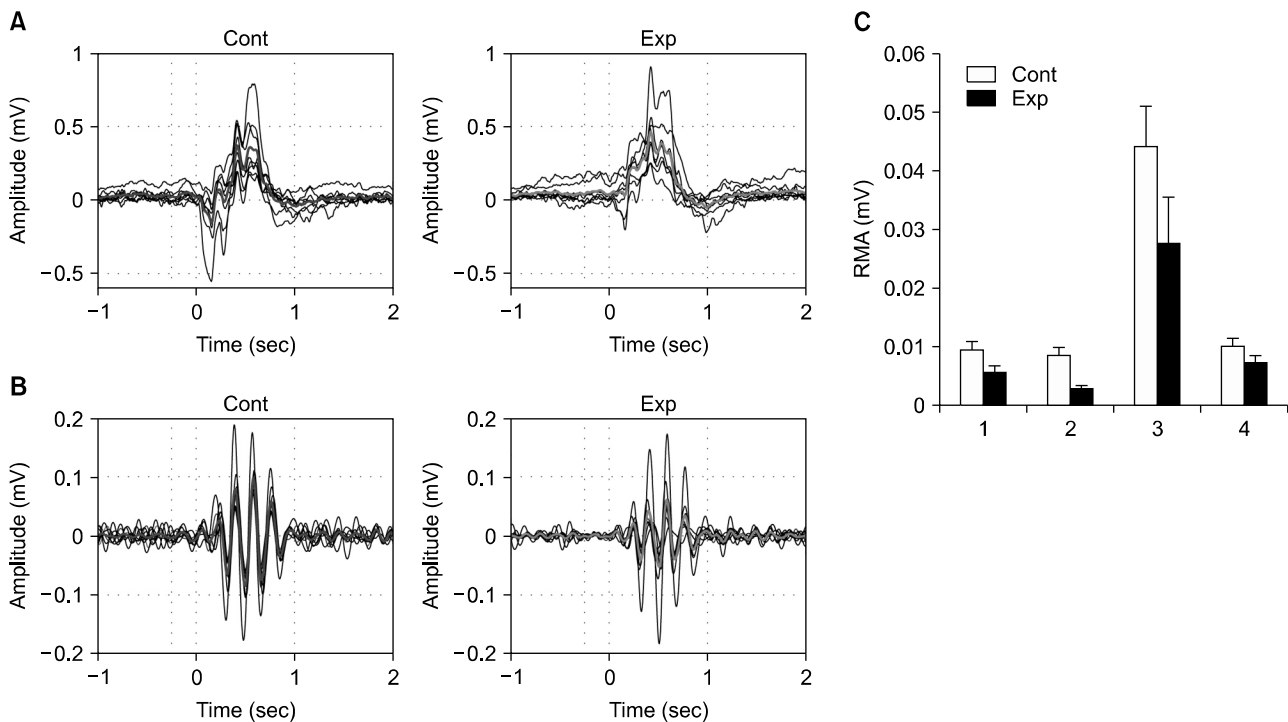 A
Cont
1
0.5
0
−0.5
Amplitude (mV)
−1
0
1
2
Time (sec)
Exp
1
0.5
0
−0.5
Amplitude (mV)
−1
0
1
2
Time (sec)
B
Cont
0.2
0.1
0
−0.1
−0.2
Amplitude (mV)
−1
0
1
2
Time (sec)
Exp
0.2
0.1
0
−0.1
−0.2
Amplitude (mV)
−1
0
1
2
Time (sec)
C
0.06
0.05
0.04
0.03
0.02
0.01
0
RMA (mV)
Cont
Exp
1
2
3
4